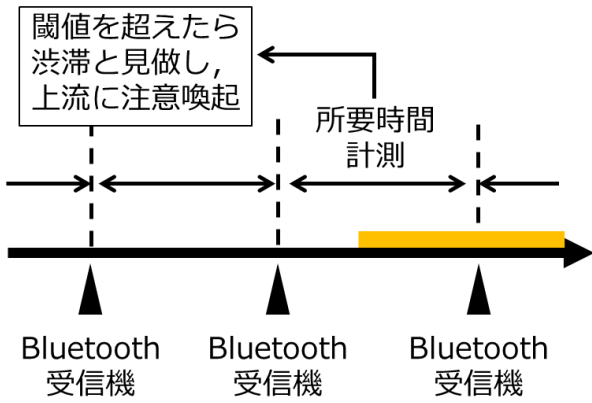 閾値を超えたら
渋滞と見做し，
上流に注意喚起
所要時間
計測
Bluetooth
受信機
Bluetooth
受信機
Bluetooth
受信機